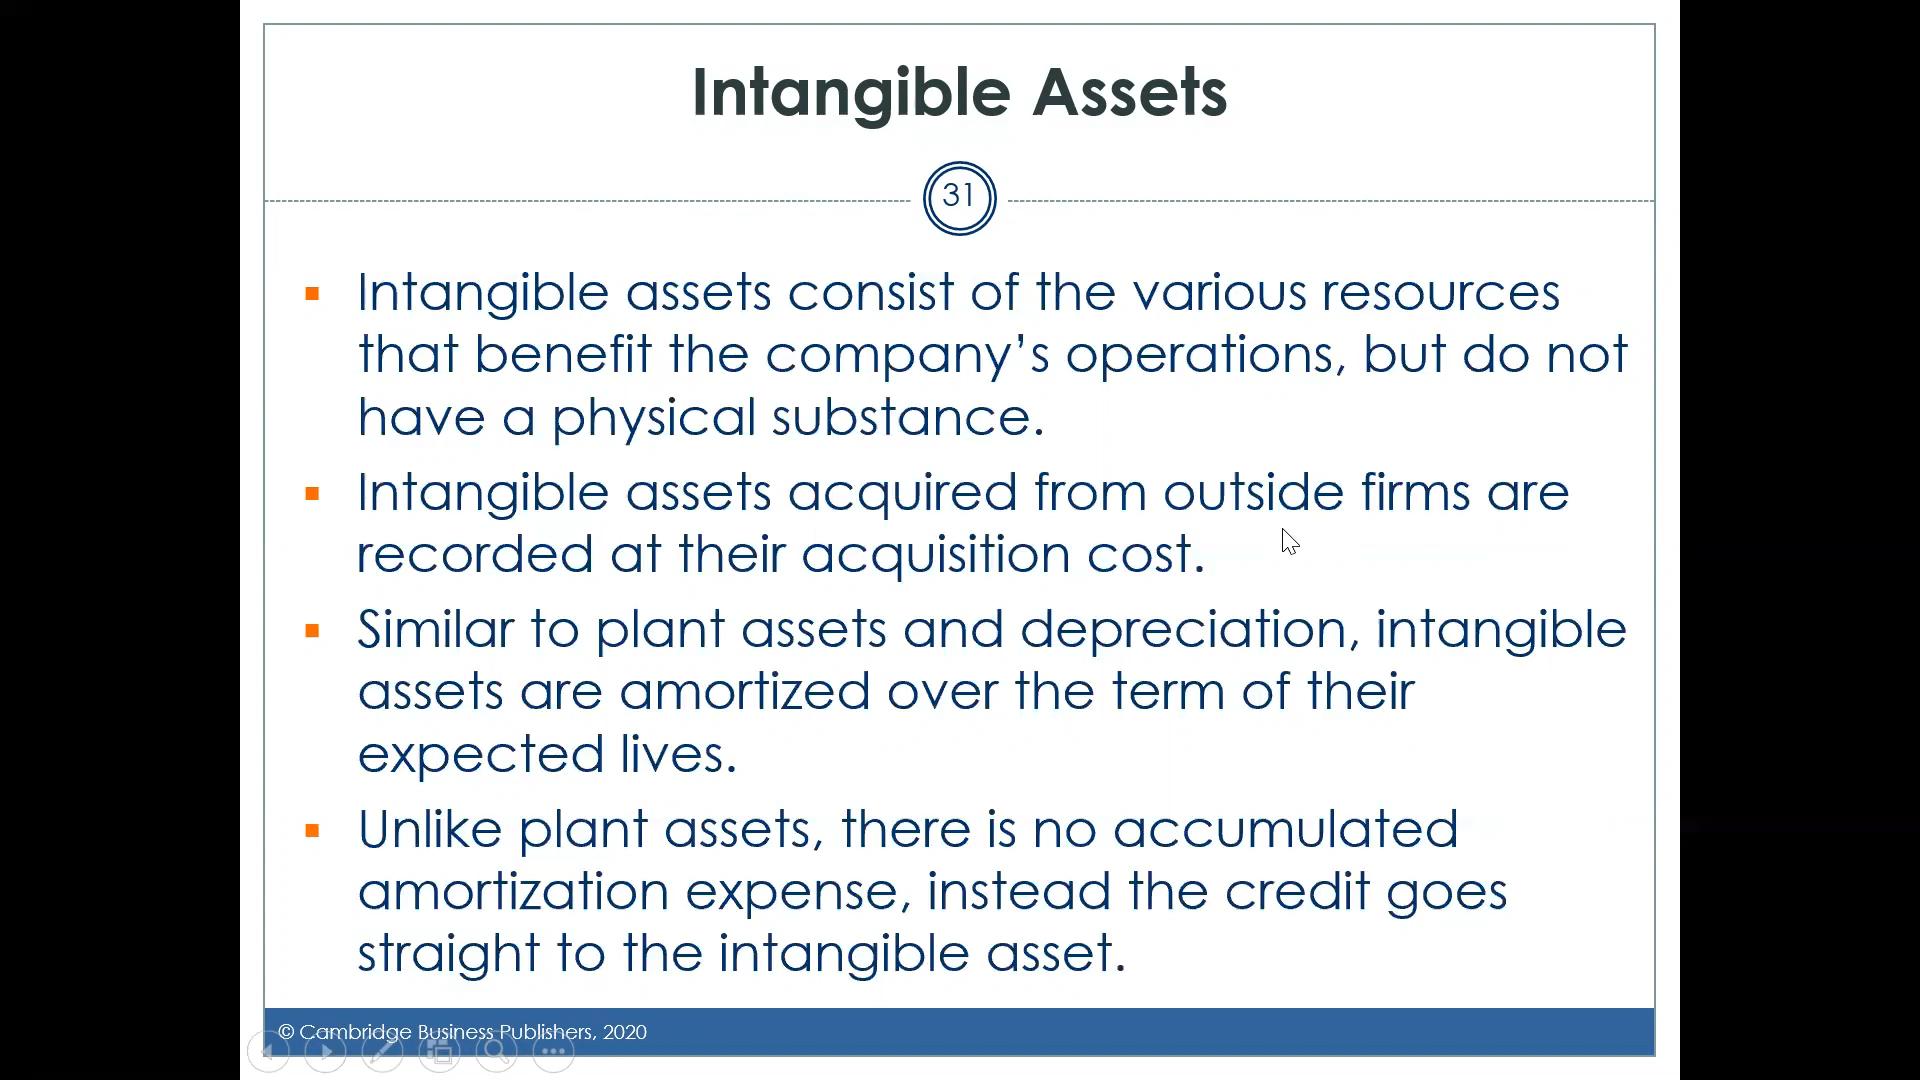 Intangible Assets
31
▪ Intangible assets consist of the various resources
that benefit the company’s operations, but do not
have a physical substance.
▪ Intangible assets acquired from outside firms are
recorded at their acquisition cost.
▪ Similar to plant assets and depreciation, intangible
assets are amortized over the term of their
expected lives.
▪ Unlike plant assets, there is no accumulated
amortization expense, instead the credit goes
straight to the intangible asset.
© Cambridge Business Publishers, 2020